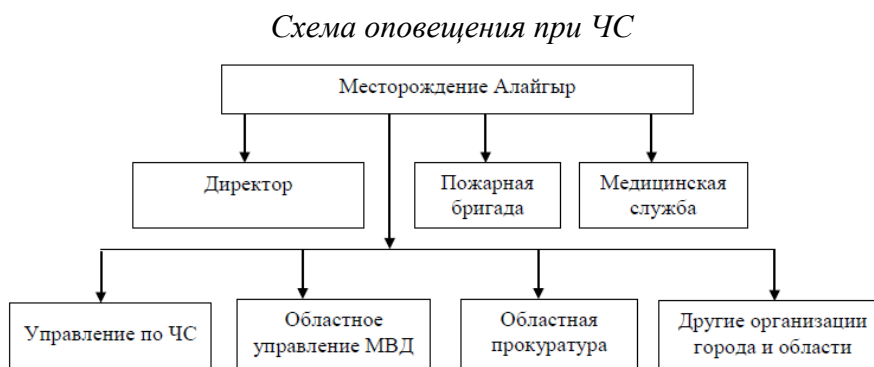 Схема оповещения при ЧС
Месторождение Алайгыр
Директор
Пожарная
бригада
Медицинская
служба
Управление по ЧС
Областное
управление МВД
Областная
прокуратура
Другие организации
города и области